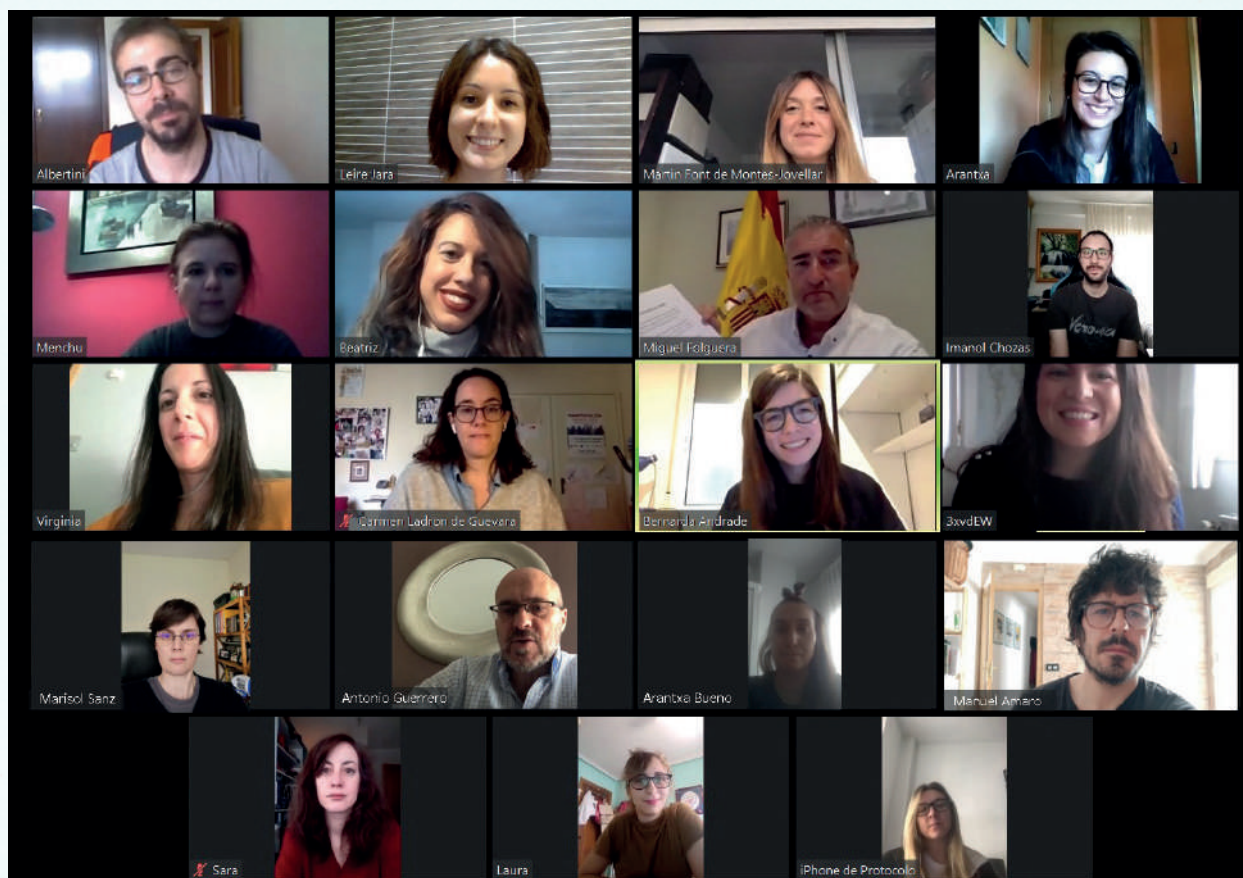 Albertini
Leire Jara
Martin Font de Montes-Jovellar
Arantxa
Menchu
Beatriz
Miguel Folguera
Imanol Chozas
Virginia
Carmen Ladron de Guevara
Bernarda Andrade
3xvdEW
Marisol Sanz
Antonio Guerrero
Arantxa Bueno
Manuel Amaro
Sara
Laura
iPhone de Protocolo